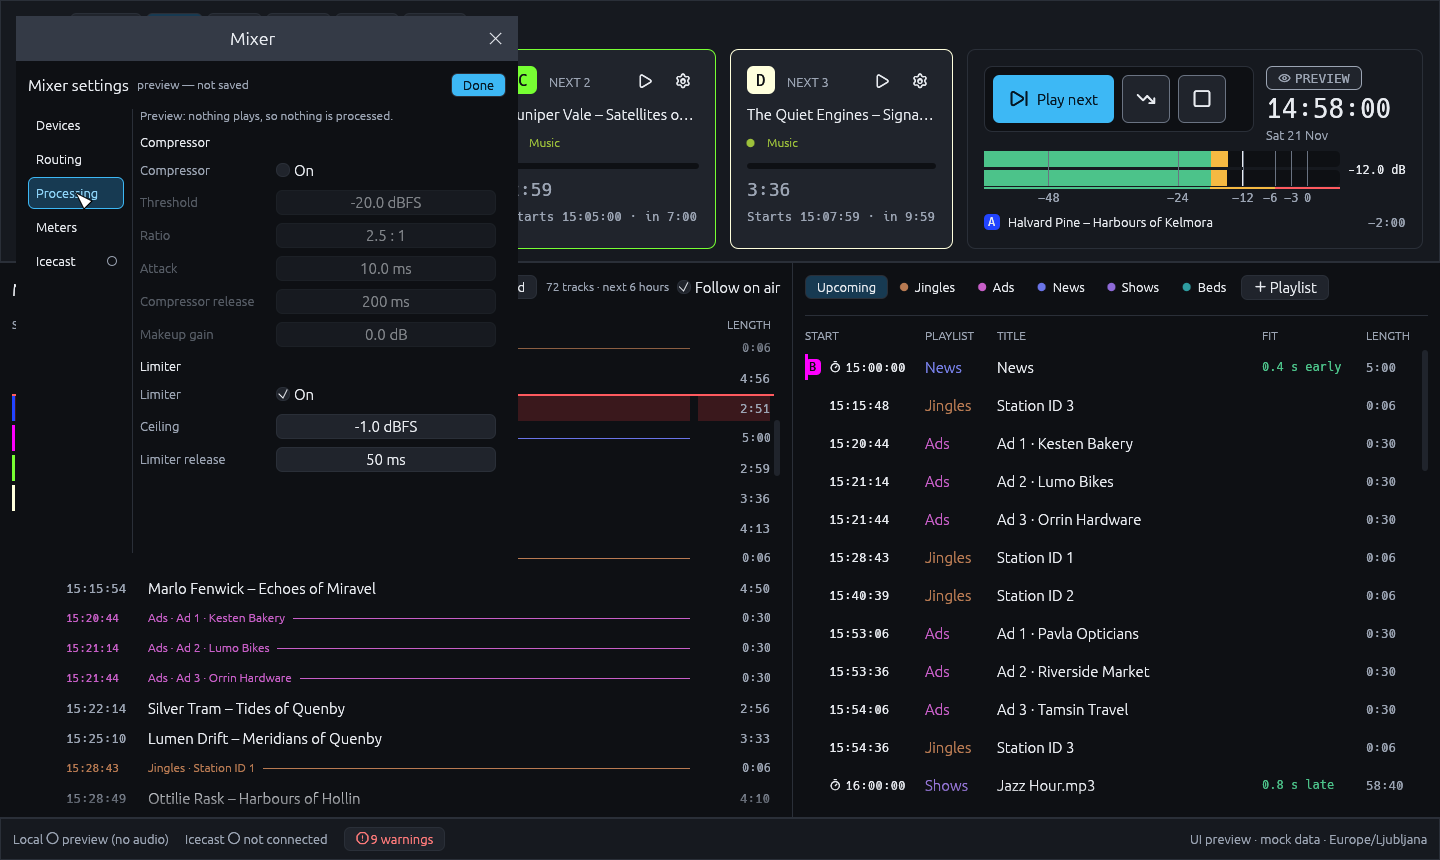 Mixer
Mixer settings preview — not saved Done
Devices
Routing
Processing
Meters
Icecast
Preview: nothing plays, so nothing is processed.
Compressor
Compressor On
Threshold -20.0 dBFS
Ratio 2.5 : 1
Attack 10.0 ms
Compressor release 200 ms
Makeup gain 0.0 dB
Limiter
Limiter On
Ceiling -1.0 dBFS
Limiter release 50 ms
C NEXT 2
uniper Vale – Satellites o…
Music
:59
tarts 15:05:00 · in 7:00
D NEXT 3
The Quiet Engines – Signa…
Music
3:36
Starts 15:07:59 · in 9:59
Play next
PREVIEW
14:58:00
Sat 21 Nov
-12.0 dB
−48 −24 −12 −6 −3 0
A Halvard Pine – Harbours of Kelmora −2:00
d 72 tracks · next 6 hours Follow on air
LENGTH
0:06
4:56
2:51
5:00
2:59
3:36
4:13
0:06
15:15:54 Marlo Fenwick – Echoes of Miravel 4:50
15:20:44 Ads · Ad 1 · Kesten Bakery 0:30
15:21:14 Ads · Ad 2 · Lumo Bikes 0:30
15:21:44 Ads · Ad 3 · Orrin Hardware 0:30
15:22:14 Silver Tram – Tides of Quenby 2:56
15:25:10 Lumen Drift – Meridians of Quenby 3:33
15:28:43 Jingles · Station ID 1 0:06
15:28:49 Ottilie Rask – Harbours of Hollin 4:10
Upcoming Jingles Ads News Shows Beds + Playlist
START PLAYLIST TITLE FIT LENGTH
B 15:00:00 News News 0.4 s early 5:00
15:15:48 Jingles Station ID 3 0:06
15:20:44 Ads Ad 1 · Kesten Bakery 0:30
15:21:14 Ads Ad 2 · Lumo Bikes 0:30
15:21:44 Ads Ad 3 · Orrin Hardware 0:30
15:28:43 Jingles Station ID 1 0:06
15:40:39 Jingles Station ID 2 0:06
15:53:06 Ads Ad 1 · Pavla Opticians 0:30
15:53:36 Ads Ad 2 · Riverside Market 0:30
15:54:06 Ads Ad 3 · Tamsin Travel 0:30
15:54:36 Jingles Station ID 3 0:06
16:00:00 Shows Jazz Hour.mp3 0.8 s late 58:40
Local preview (no audio) Icecast not connected 9 warnings UI preview · mock data · Europe/Ljubljana